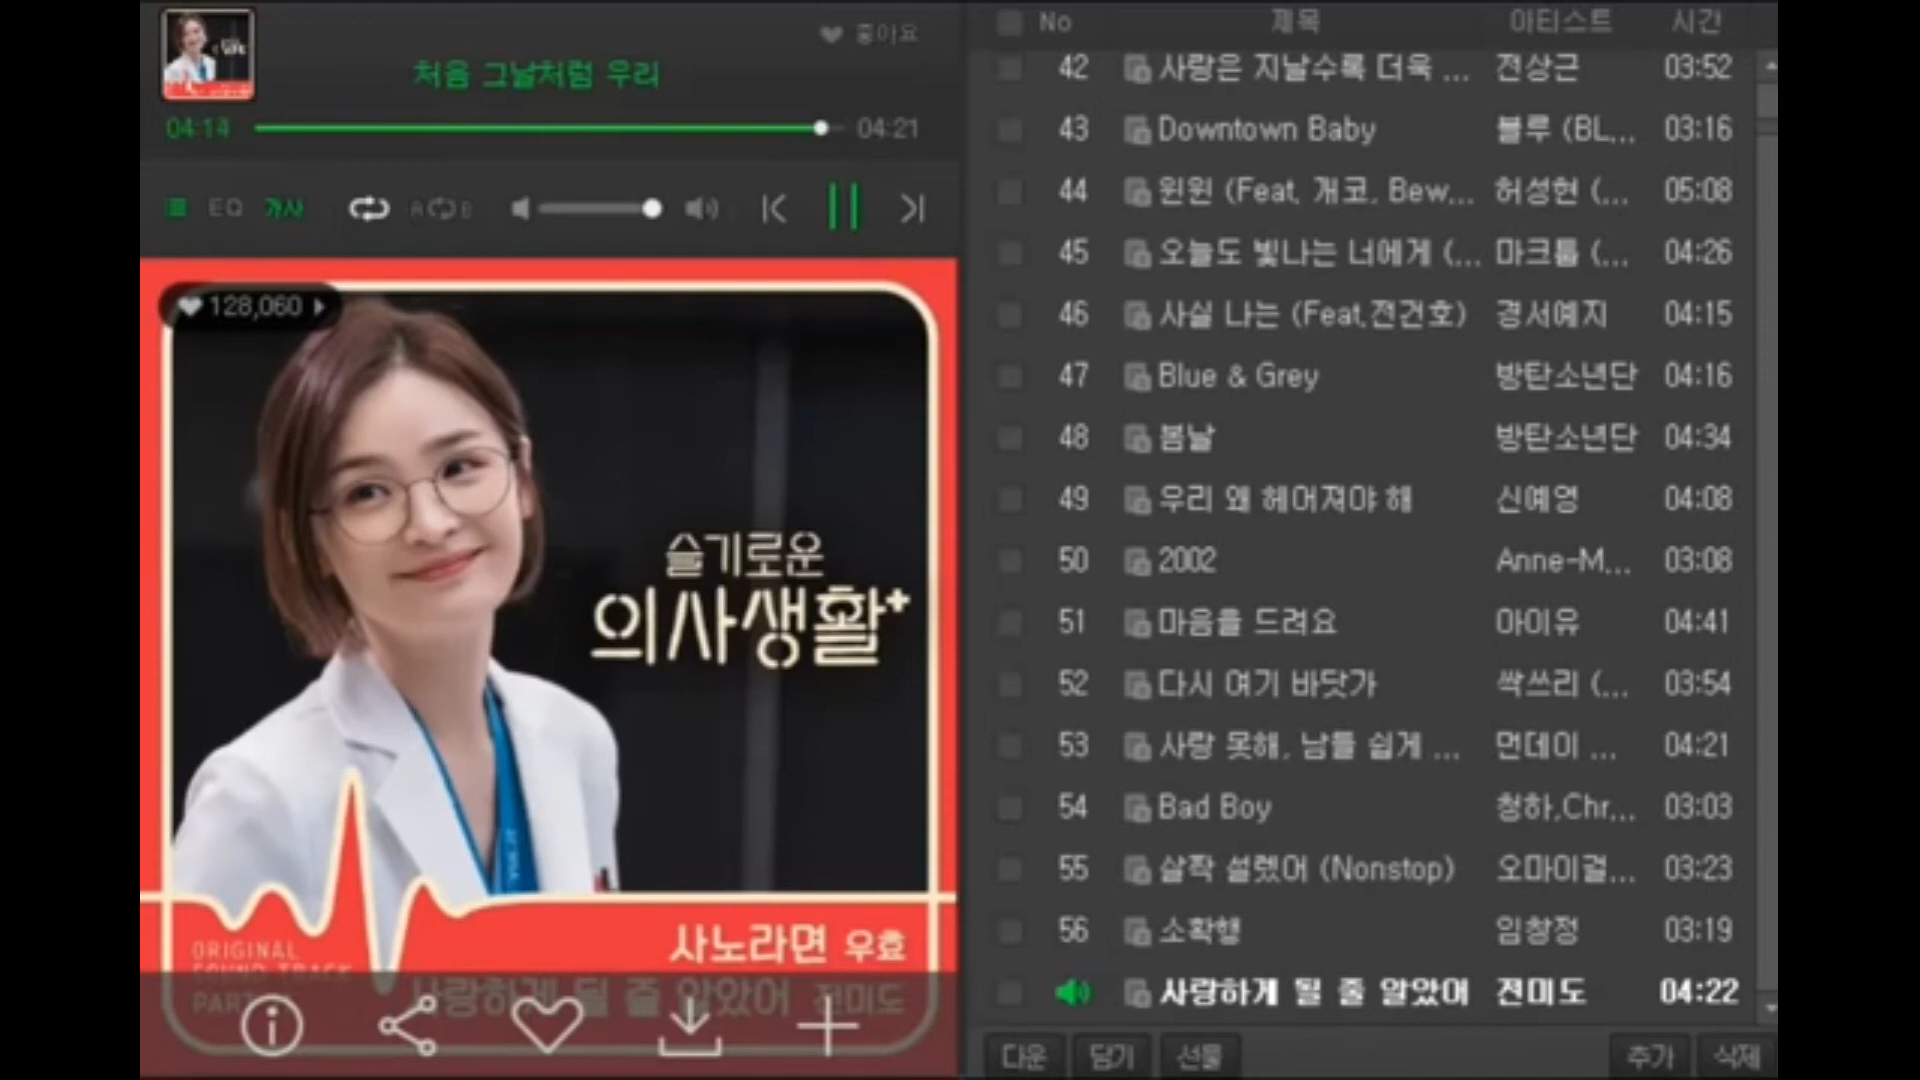 좋아요
처음 그날처럼 우리
04:14 04:21
EQ 가사 A B
128,060
슬기로운
의사생활+
사노라면 우효
ORIGINAL
SOUND TRACK
PART
사랑하게 될 줄 알았어 전미도
No 제목 아티스트 시간
42 사랑은 지날수록 더욱 ... 전상근 03:52
43 Downtown Baby 블루 (BL... 03:16
44 윈윈 (Feat. 개코, Bew... 허성현 (... 05:08
45 오늘도 빛나는 너에게 (... 마크툽 (... 04:26
46 사실 나는 (Feat.전건호) 경서예지 04:15
47 Blue & Grey 방탄소년단 04:16
48 봄날 방탄소년단 04:34
49 우리 왜 헤어져야 해 신예영 04:08
50 2002 Anne-M... 03:08
51 마음을 드려요 아이유 04:41
52 다시 여기 바닷가 싹쓰리 (... 03:54
53 사랑 못해, 남들 쉽게 ... 먼데이 ... 04:21
54 Bad Boy 청하,Chr... 03:03
55 살짝 설렜어 (Nonstop) 오마이걸... 03:23
56 소확행 임창정 03:19
사랑하게 될 줄 알았어 전미도 04:22
다운 담기 선물 추가 삭제